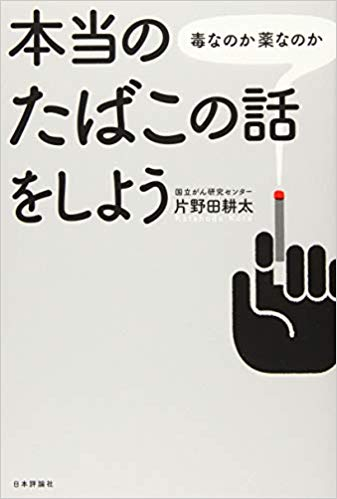 本当の
たばこの話
をしよう
毒なのか薬なのか
国立がん研究センター
片野田耕太
Katanoda Kota
日本評論社